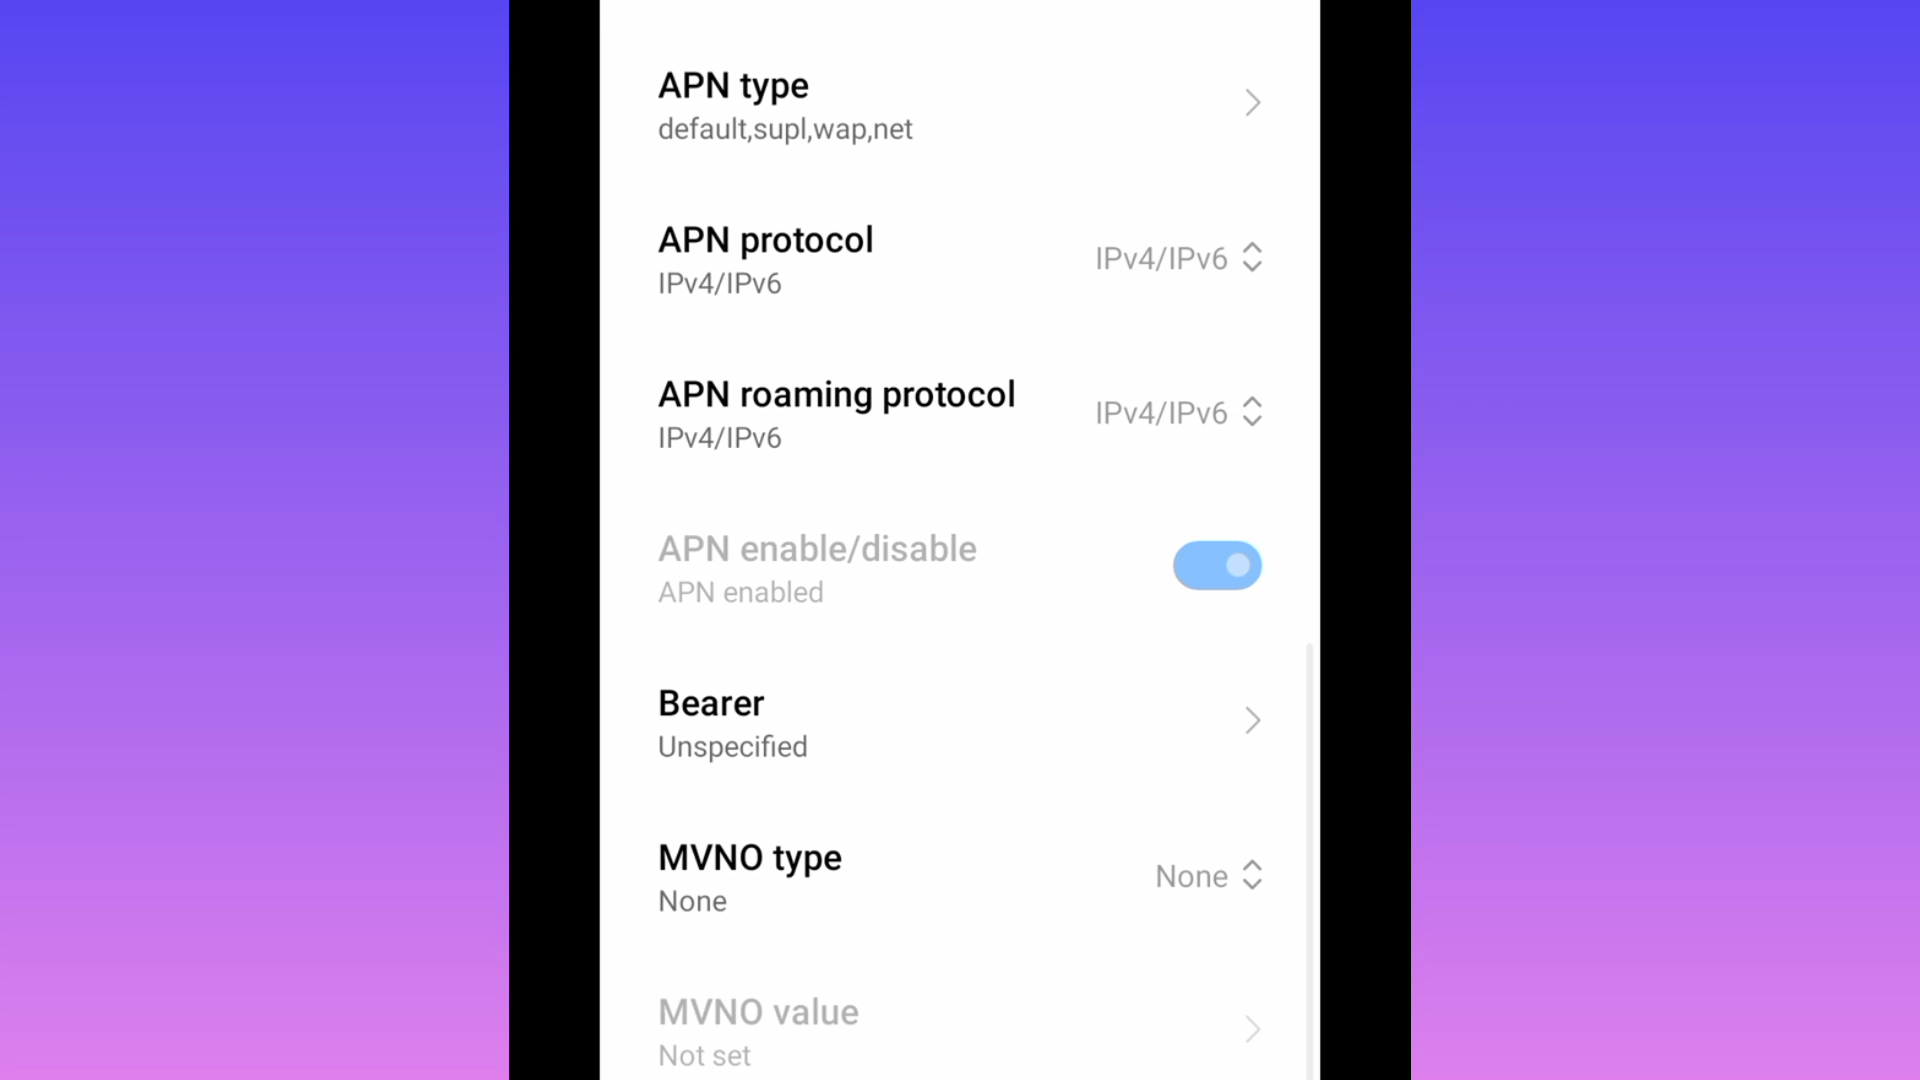 APN type
default,supl,wap,net
APN protocol
IPv4/IPv6
IPv4/IPv6
APN roaming protocol
IPv4/IPv6
IPv4/IPv6
APN enable/disable
APN enabled
Bearer
Unspecified
MVNO type
None
None
MVNO value
Not set